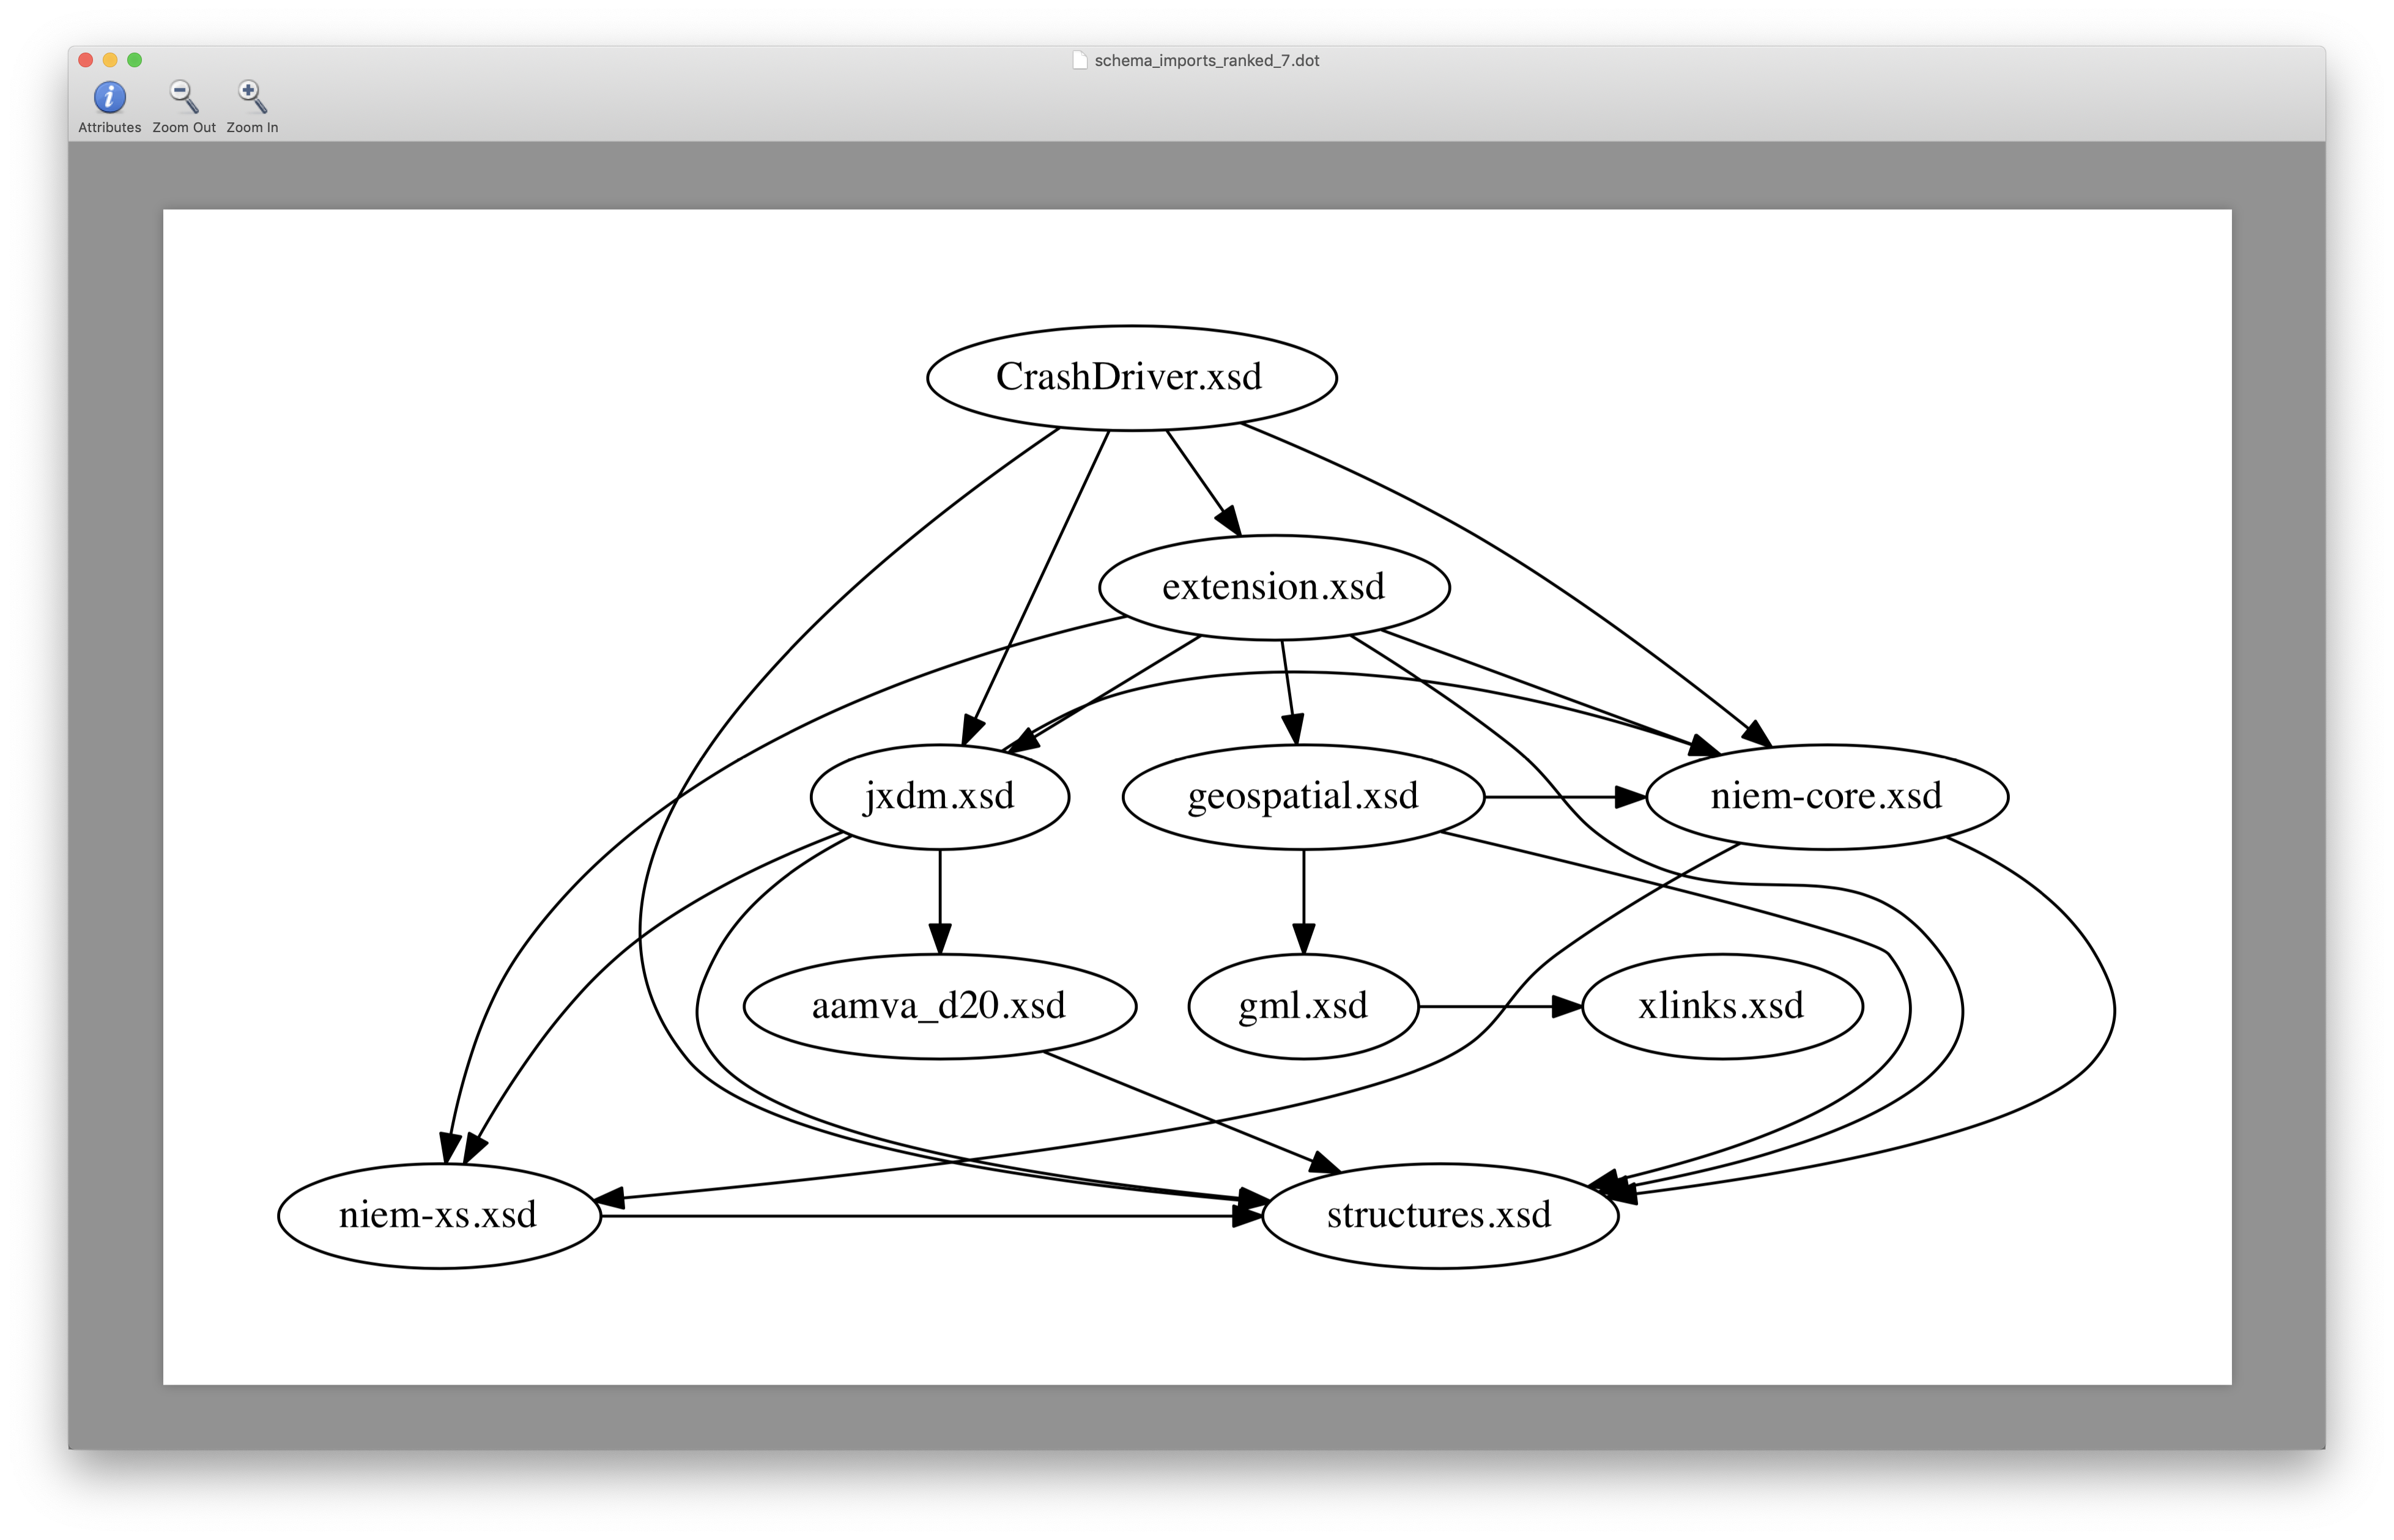 schema_imports_ranked_7.dot
Attributes Zoom Out Zoom In
CrashDriver.xsd
extension.xsd
jxdm.xsd geospatial.xsd niem-core.xsd
aamva_d20.xsd gml.xsd xlinks.xsd
niem-xs.xsd structures.xsd